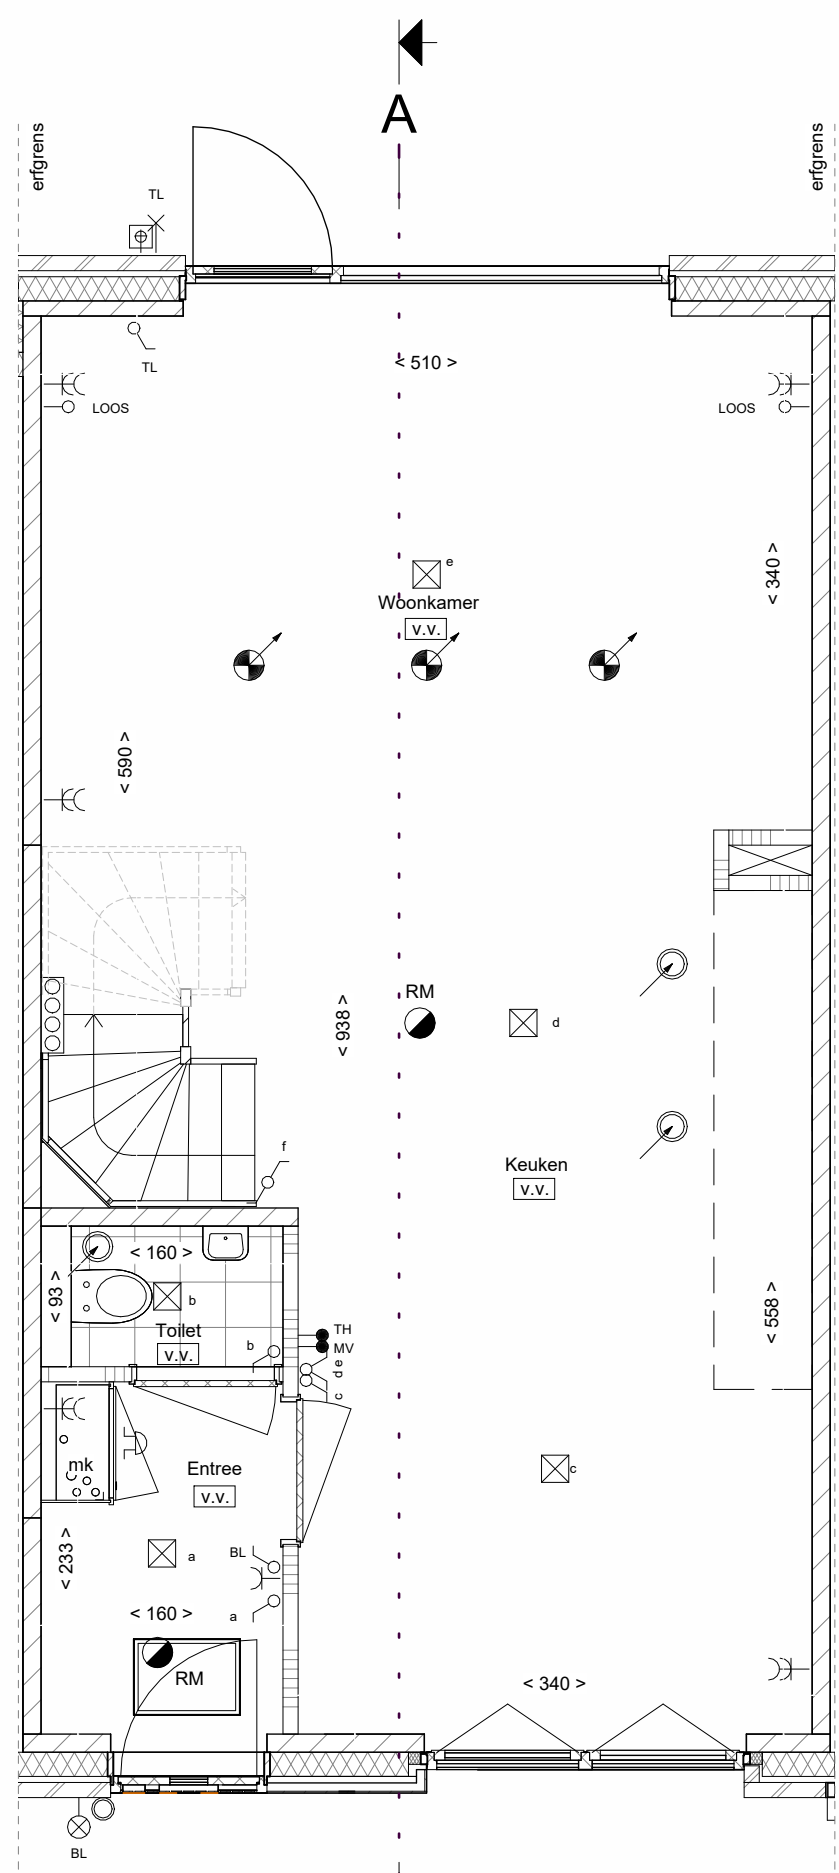 A
erfgrens
erfgrens
TL
TL
< 510 >
LOOS
LOOS
e
< 340 >
Woonkamer
v.v.
< 590 >
RM
d
< 938 >
f
Keuken
v.v.
< 160 >
< 93 >
b
< 558 >
Toilet
v.v.
b
TH
MV
d e
c
mk
Entree
v.v.
c
< 233 >
a
BL
a
< 160 >
RM
< 340 >
BL